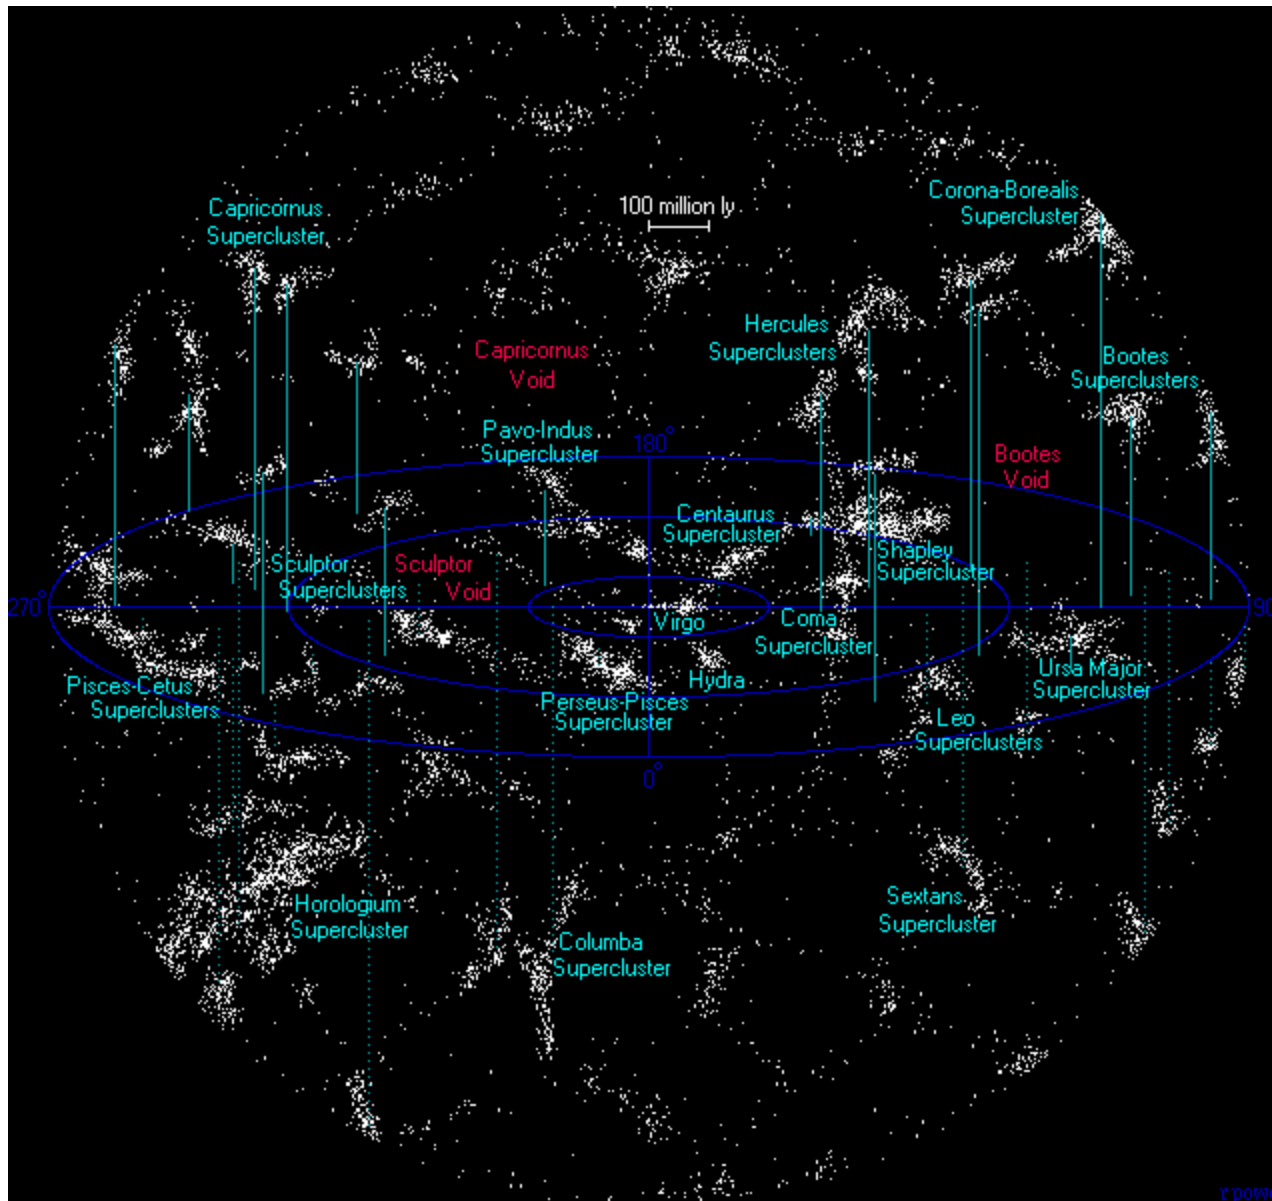 Corona-Borealis
Supercluster
Capricornus
Supercluster
100 million ly
Hercules
Superclusters
Capricornus
Void
Bootes
Superclusters
Pavo-Indus
Supercluster
180°
Bootes
Void
Centaurus
Supercluster
Sculptor
Superclusters
Sculptor
Void
Shapley
Supercluster
270°
90
Virgo
Coma
Supercluster
Pisces-Cetus
Superclusters
Perseus-Pisces
Supercluster
Hydra
Ursa Major
Supercluster
Leo
Superclusters
0°
Horologium
Supercluster
Sextans
Supercluster
Columba
Supercluster